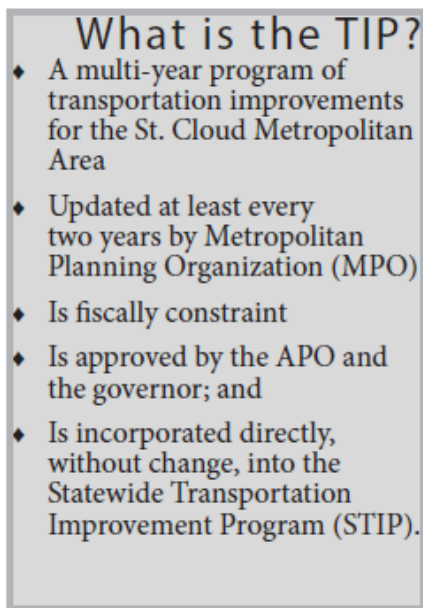 What is the TIP?
♦ A multi-year program of
transportation improvements
for the St. Cloud Metropolitan
Area
♦ Updated at least every
two years by Metropolitan
Planning Organization (MPO)
♦ Is fiscally constraint
♦ Is approved by the APO and
the governor; and
♦ Is incorporated directly,
without change, into the
Statewide Transportation
Improvement Program (STIP).